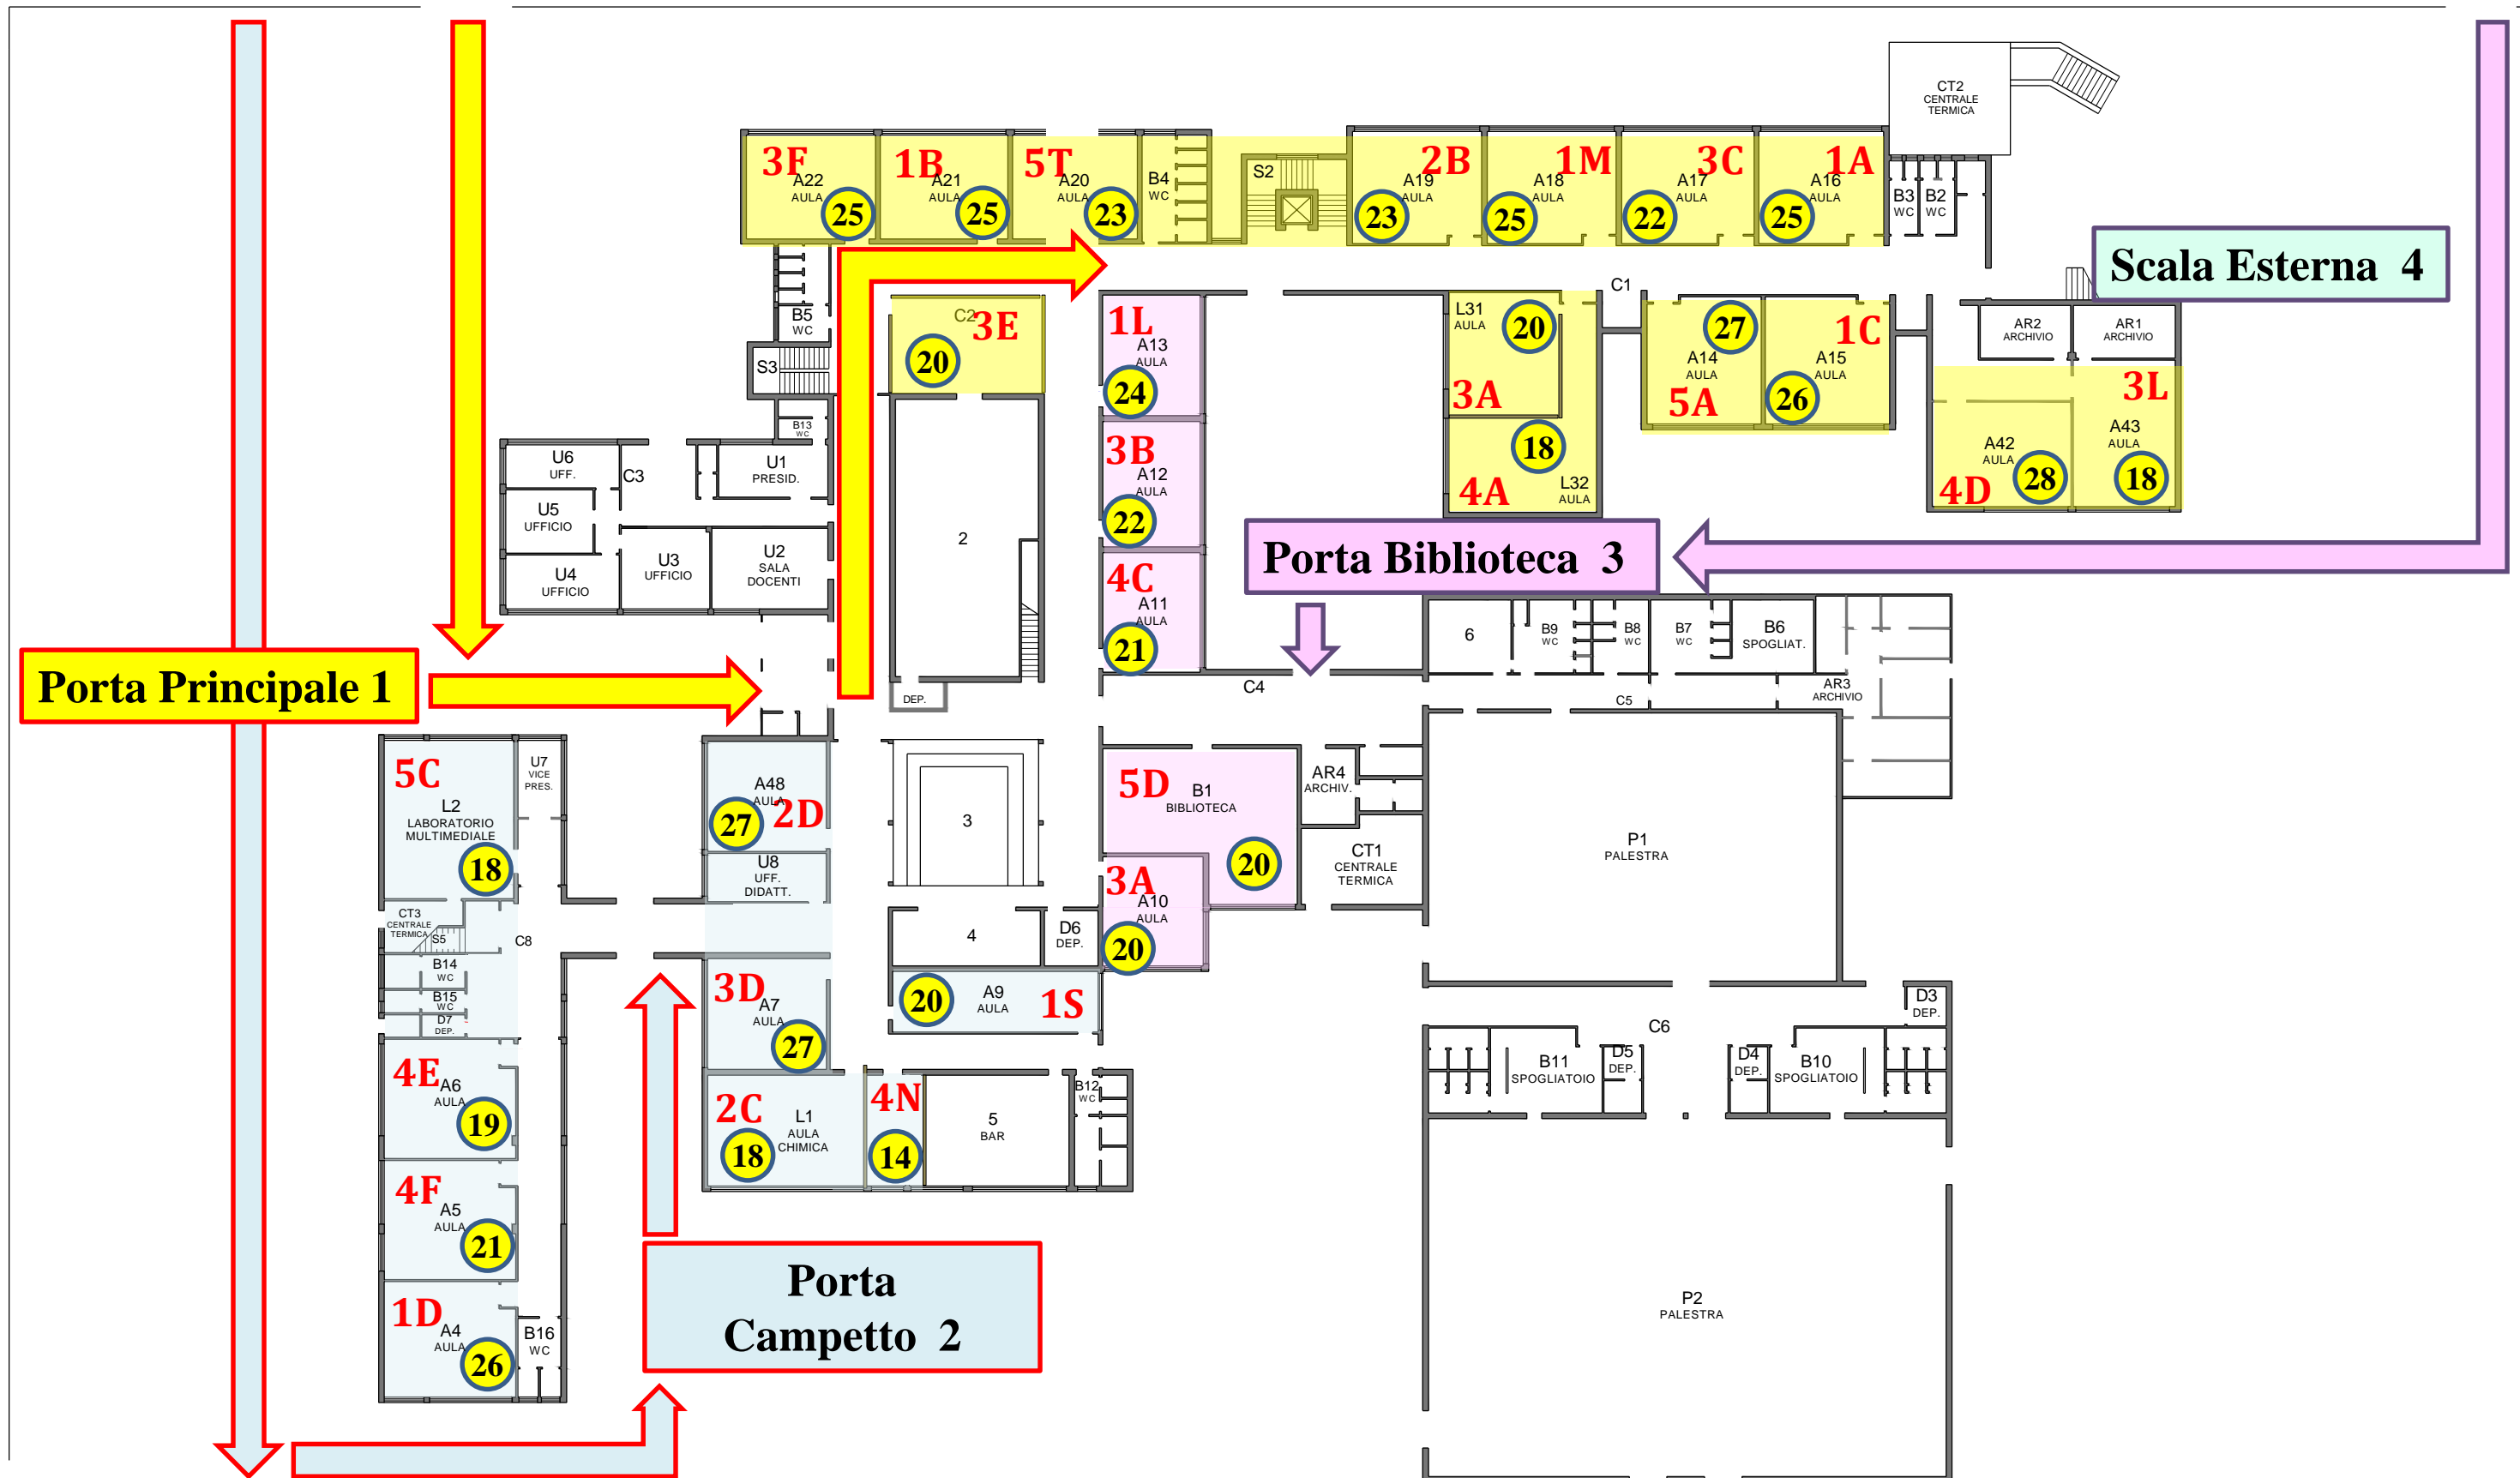 CT2
CENTRALE
TERMICA
3F
A22
AULA
25
1B
A21
AULA
25
5T
A20
AULA
23
B4
WC
S2
2B
A19
AULA
23
1M
A18
AULA
25
3C
A17
AULA
22
1A
A16
AULA
25
B3
WC
B2
WC
Scala Esterna 4
B5
WC
S3
C2
3E
20
1L
A13
AULA
24
L31
AULA
20
3A
C1
27
A14
AULA
5A
1C
A15
AULA
26
AR2
ARCHIVIO
AR1
ARCHIVIO
3L
A43
AULA
18
A42
AULA
28
4D
B13
WC
U6
UFF.
C3
U1
PRESID.
U5
UFFICIO
U4
UFFICIO
U3
UFFICIO
U2
SALA
DOCENTI
2
3B
A12
AULA
22
18
4A
L32
AULA
Porta Biblioteca 3
4C
A11
AULA
21
6
B9
WC
B8
WC
B7
WC
B6
SPOGLIAT.
Porta Principale 1
DEP.
C4
C5
AR3
ARCHIVIO
5C
L2
LABORATORIO
MULTIMEDIALE
18
U7
VICE
PRES.
A48
AULA
2D
27
U8
UFF.
DIDATT.
3
5D
B1
BIBLIOTECA
20
AR4
ARCHIV.
CT1
CENTRALE
TERMICA
P1
PALESTRA
3A
A10
AULA
20
CT3
CENTRALE
TERMICA
S5
C8
4
D6
DEP.
B14
WC
B15
WC
D7
DEP.
3D
A7
AULA
27
20
A9
AULA
1S
D3
DEP.
C6
4E
A6
AULA
19
2C
18
L1
AULA
CHIMICA
4N
14
5
BAR
B12
WC
B11
SPOGLIATOIO
D5
DEP.
D4
DEP.
B10
SPOGLIATOIO
4F
A5
AULA
21
Porta
Campetto 2
1D
A4
AULA
26
B16
WC
P2
PALESTRA